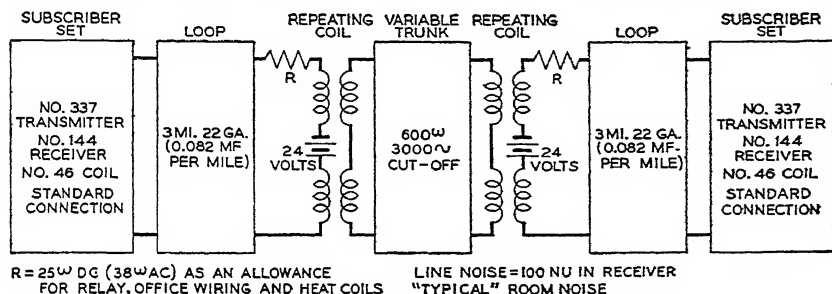 SUBSCRIBER
SET
LOOP
REPEATING
COIL
VARIABLE
TRUNK
REPEATING
COIL
LOOP
SUBSCRIBER
SET
NO. 337
TRANSMITTER
NO. 144
RECEIVER
NO. 46 COIL
STANDARD
CONNECTION
3 MI. 22 GA.
(0.082 MF
PER MILE)
R
24
VOLTS
600ω
3000~
CUT-OFF
R
24
VOLTS
3 MI. 22 GA.
(0.082 MF-
PER MILE)
NO. 337
TRANSMITTER
NO. 144
RECEIVER
NO. 46 COIL
STANDARD
CONNECTION
R = 25ω DC (38ω AC) AS AN ALLOWANCE
FOR RELAY, OFFICE WIRING AND HEAT COILS
LINE NOISE = 100 NU IN RECEIVER
"TYPICAL" ROOM NOISE